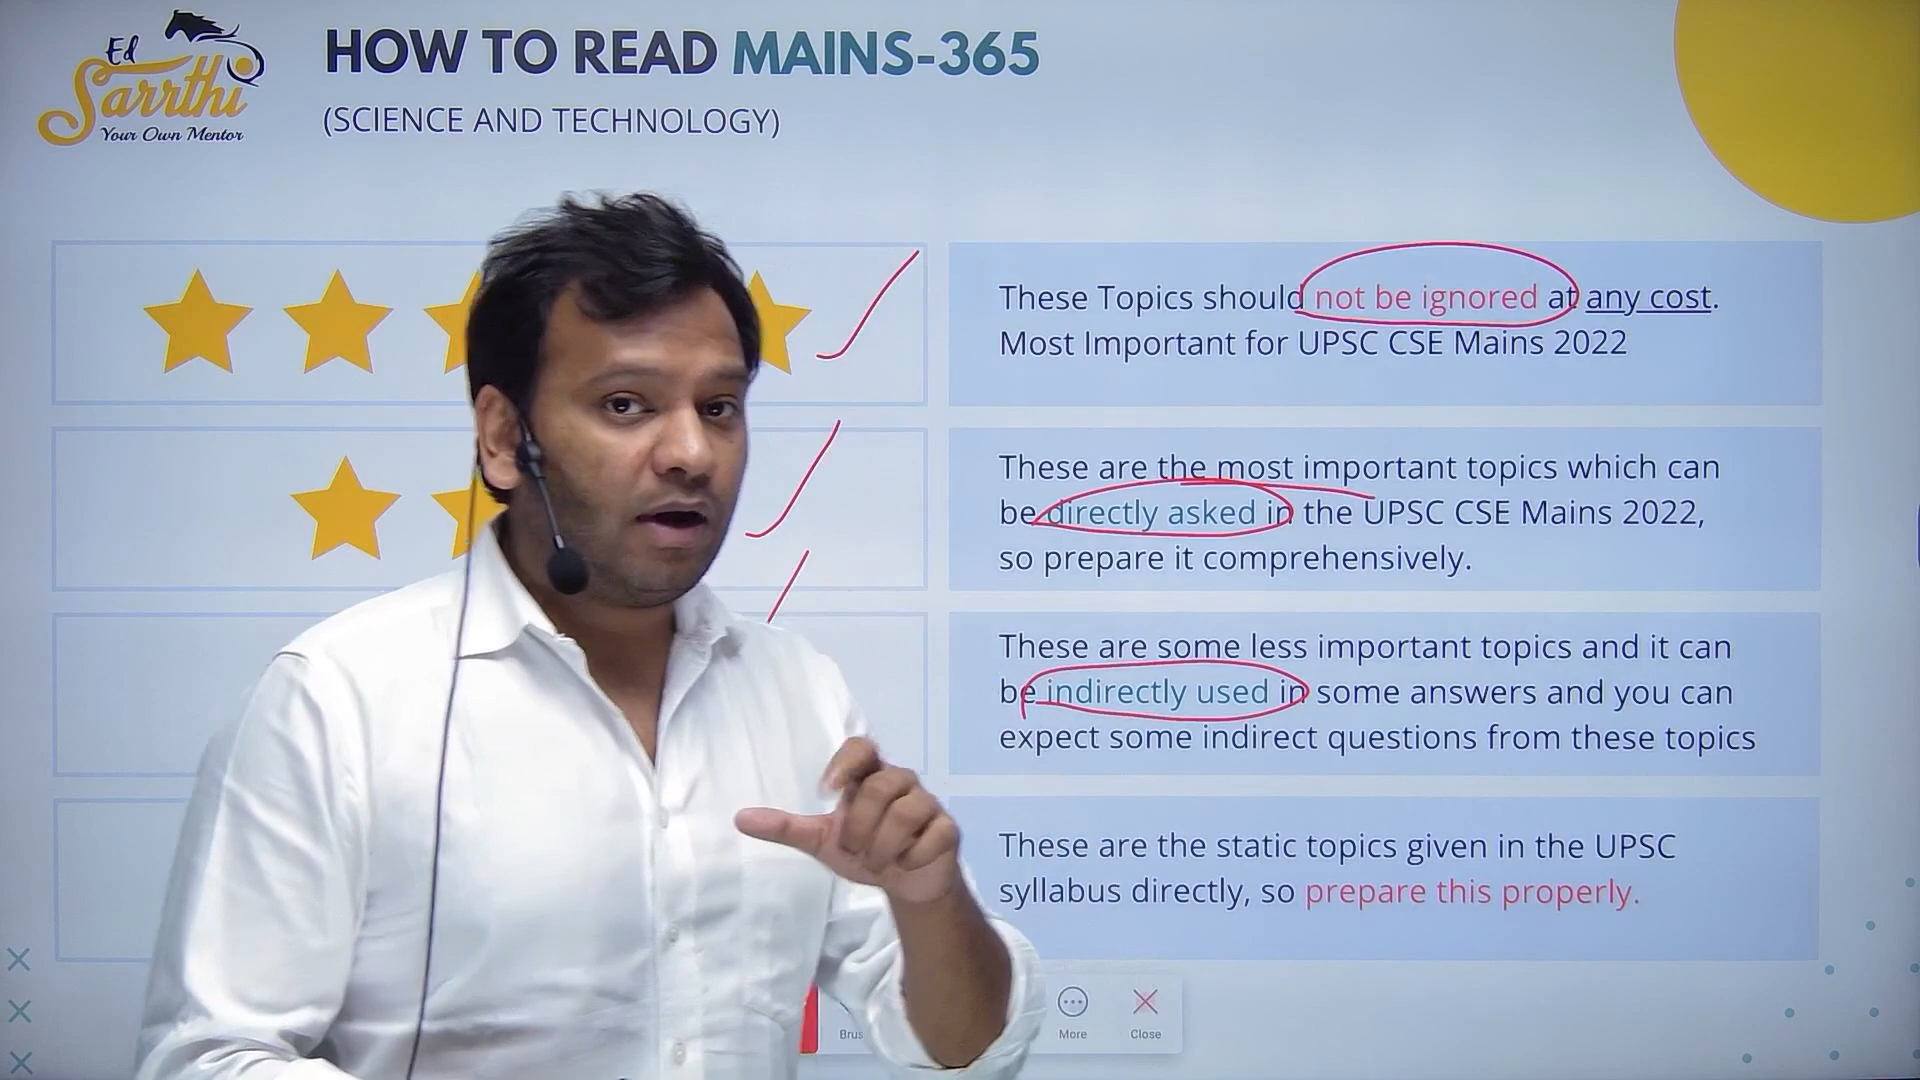 Ed
Sarrthi
Your Own Mentor
HOW TO READ MAINS-365
(SCIENCE AND TECHNOLOGY)
These Topics should not be ignored at any cost.
Most Important for UPSC CSE Mains 2022
These are the most important topics which can
be directly asked in the UPSC CSE Mains 2022,
so prepare it comprehensively.
These are some less important topics and it can
be indirectly used in some answers and you can
expect some indirect questions from these topics
These are the static topics given in the UPSC
syllabus directly, so prepare this properly.
Brus
More
Close